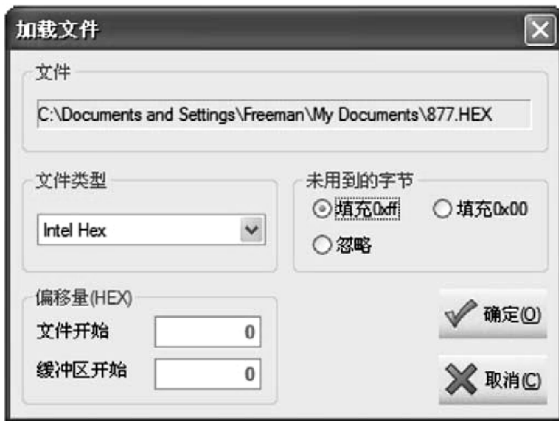 加载文件
文件
C:\Documents and Settings\Freeman\My Documents\877.HEX
文件类型
Intel Hex
未用到的字节
填充0xff
填充0x00
忽略
偏移量(HEX)
文件开始 0
缓冲区开始 0
确定(O)
取消(C)